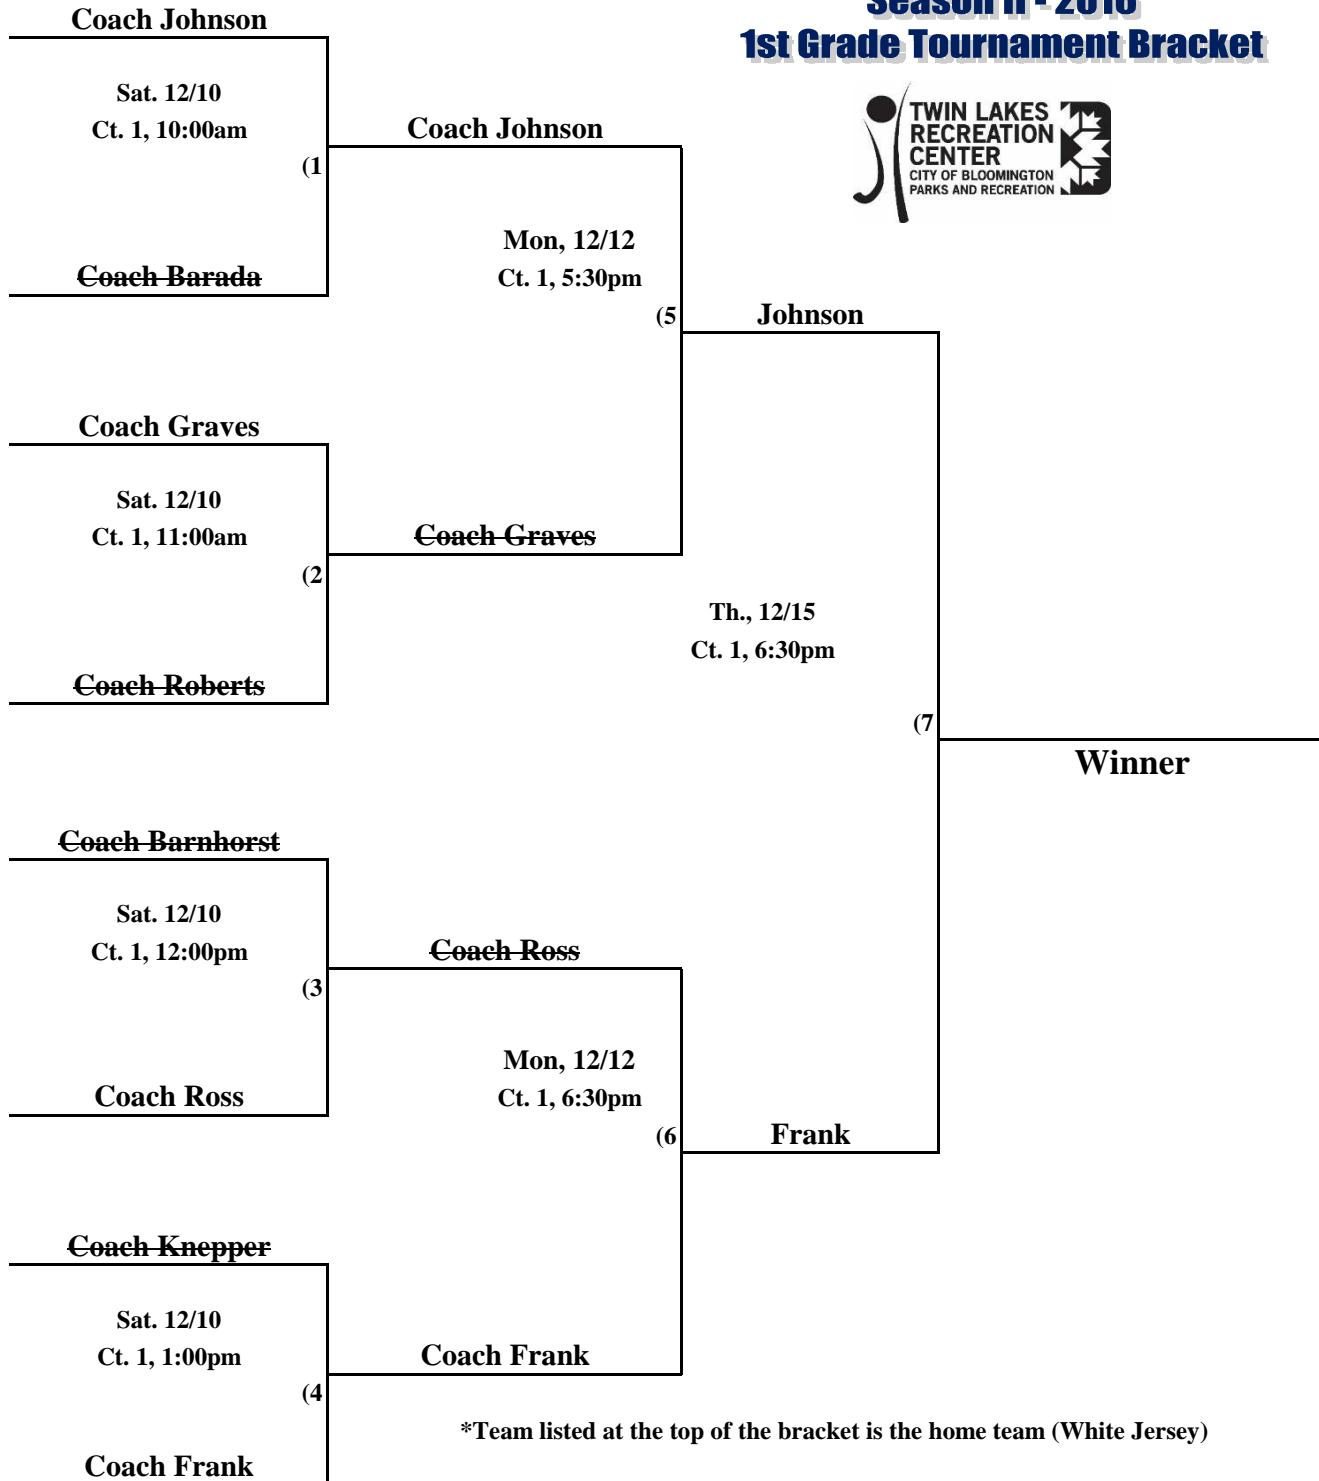 Season II - 2016
1st Grade Tournament Bracket
TWIN LAKES
RECREATION
CENTER
CITY OF BLOOMINGTON
PARKS AND RECREATION
Coach Johnson
Sat. 12/10
Ct. 1, 10:00am
(1
Coach Barada
Coach Johnson
Mon, 12/12
Ct. 1, 5:30pm
(5
Johnson
Coach Graves
Sat. 12/10
Ct. 1, 11:00am
(2
Coach Roberts
Coach Graves
Th., 12/15
Ct. 1, 6:30pm
(7
Winner
Coach Barnhorst
Sat. 12/10
Ct. 1, 12:00pm
(3
Coach Ross
Coach Ross
Mon, 12/12
Ct. 1, 6:30pm
(6
Frank
Coach Knepper
Sat. 12/10
Ct. 1, 1:00pm
(4
Coach Frank
Coach Frank
*Team listed at the top of the bracket is the home team (White Jersey)